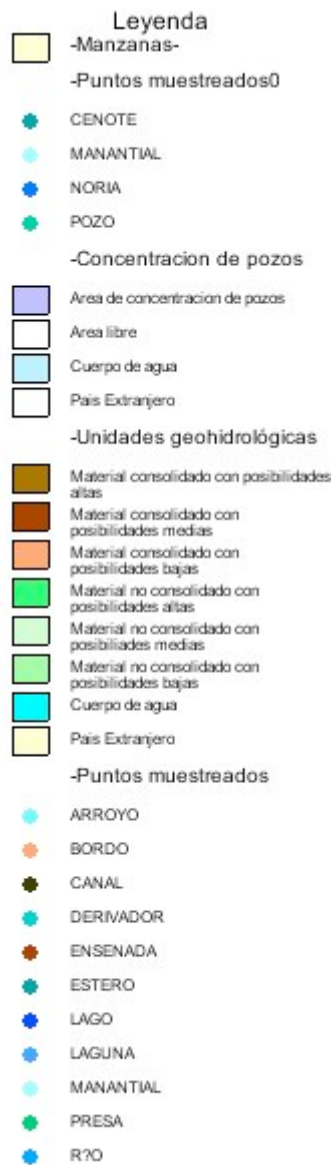 Leyenda
-Manzanas-
-Puntos muestreados0
CENOTE
MANANTIAL
NORIA
POZO
-Concentracion de pozos
Area de concentracion de pozos
Area libre
Cuerpo de agua
Pais Extranjero
-Unidades geohidrológicas
Material consolidado con posibilidades
altas
Material consolidado con
posibilidades medias
Material consolidado con
posibilidades bajas
Material no consolidado con
posibilidades altas
Material no consolidado con
posibiliades medias
Material no consolidado con
posibilidades bajas
Cuerpo de agua
Pais Extranjero
-Puntos muestreados
ARROYO
BORDO
CANAL
DERIVADOR
ENSENADA
ESTERO
LAGO
LAGUNA
MANANTIAL
PRESA
R?O